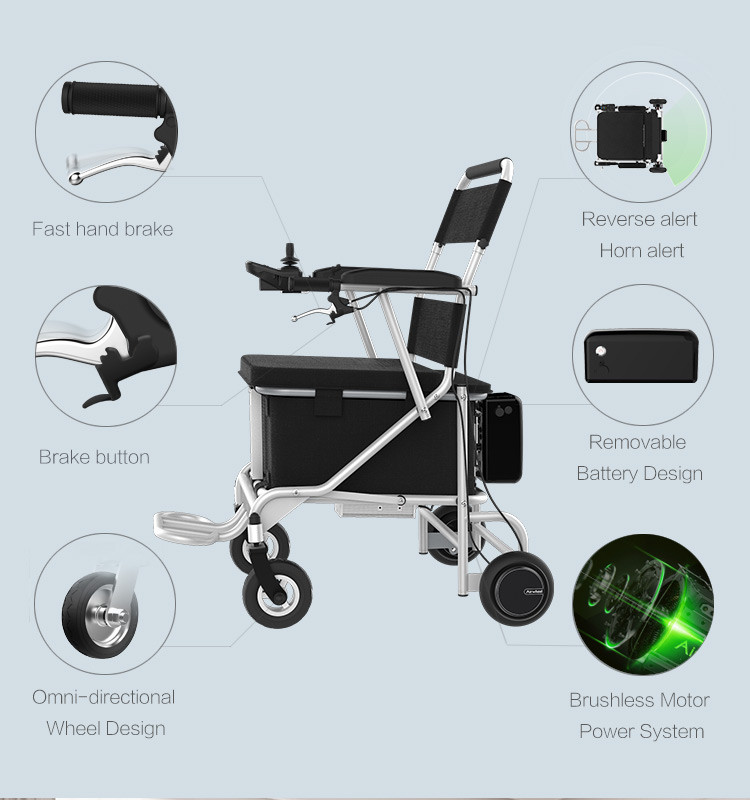 Fast hand brake
Reverse alert
Horn alert
Brake button
Removable
Battery Design
Omni-directional
Wheel Design
Brushless Motor
Power System